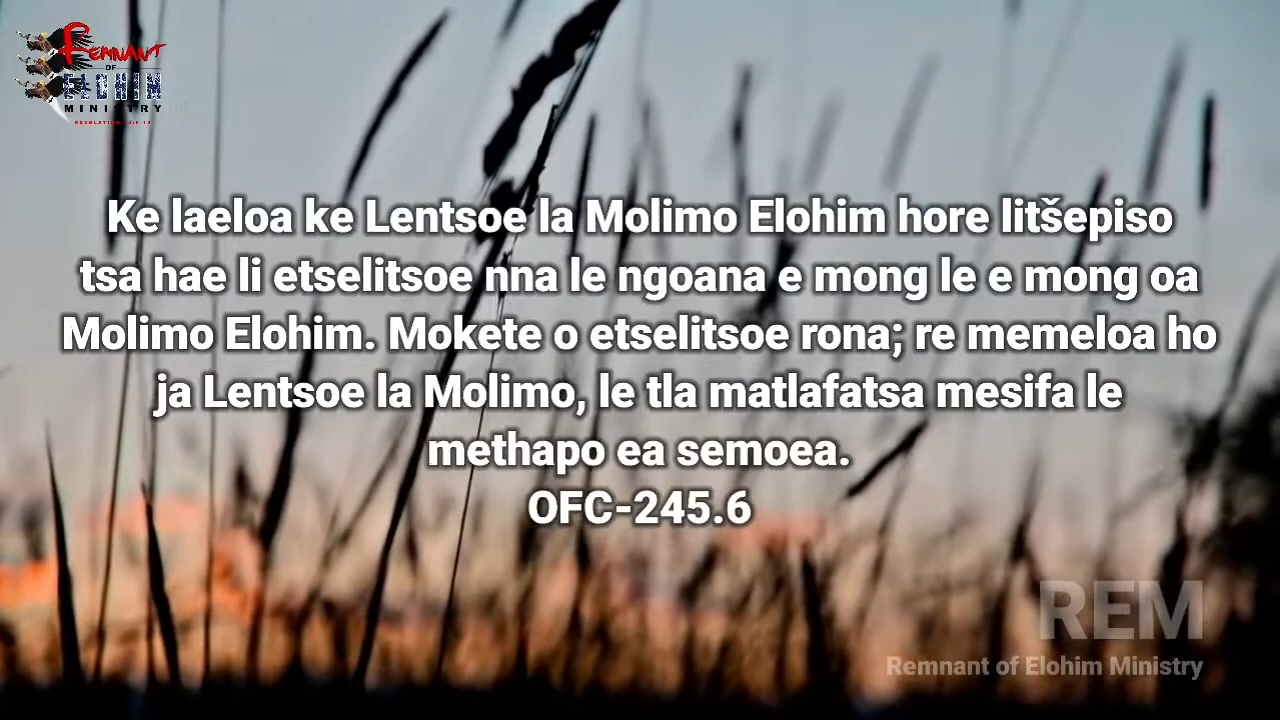 REMNANT
OF
ELOHIM
MINISTRY
Ke laeloa ke Lentsoe la Molimo Elohim hore litšepiso
tsa hae li etselitsoe nna le ngoana e mong le e mong oa
Molimo Elohim. Mokete o etselitsoe rona; re memeloa ho
ja Lentsoe la Molimo, le tla matlafatsa mesifa le
methapo ea semoea.
OFC-245.6
REM
Remnant of Elohim Ministry